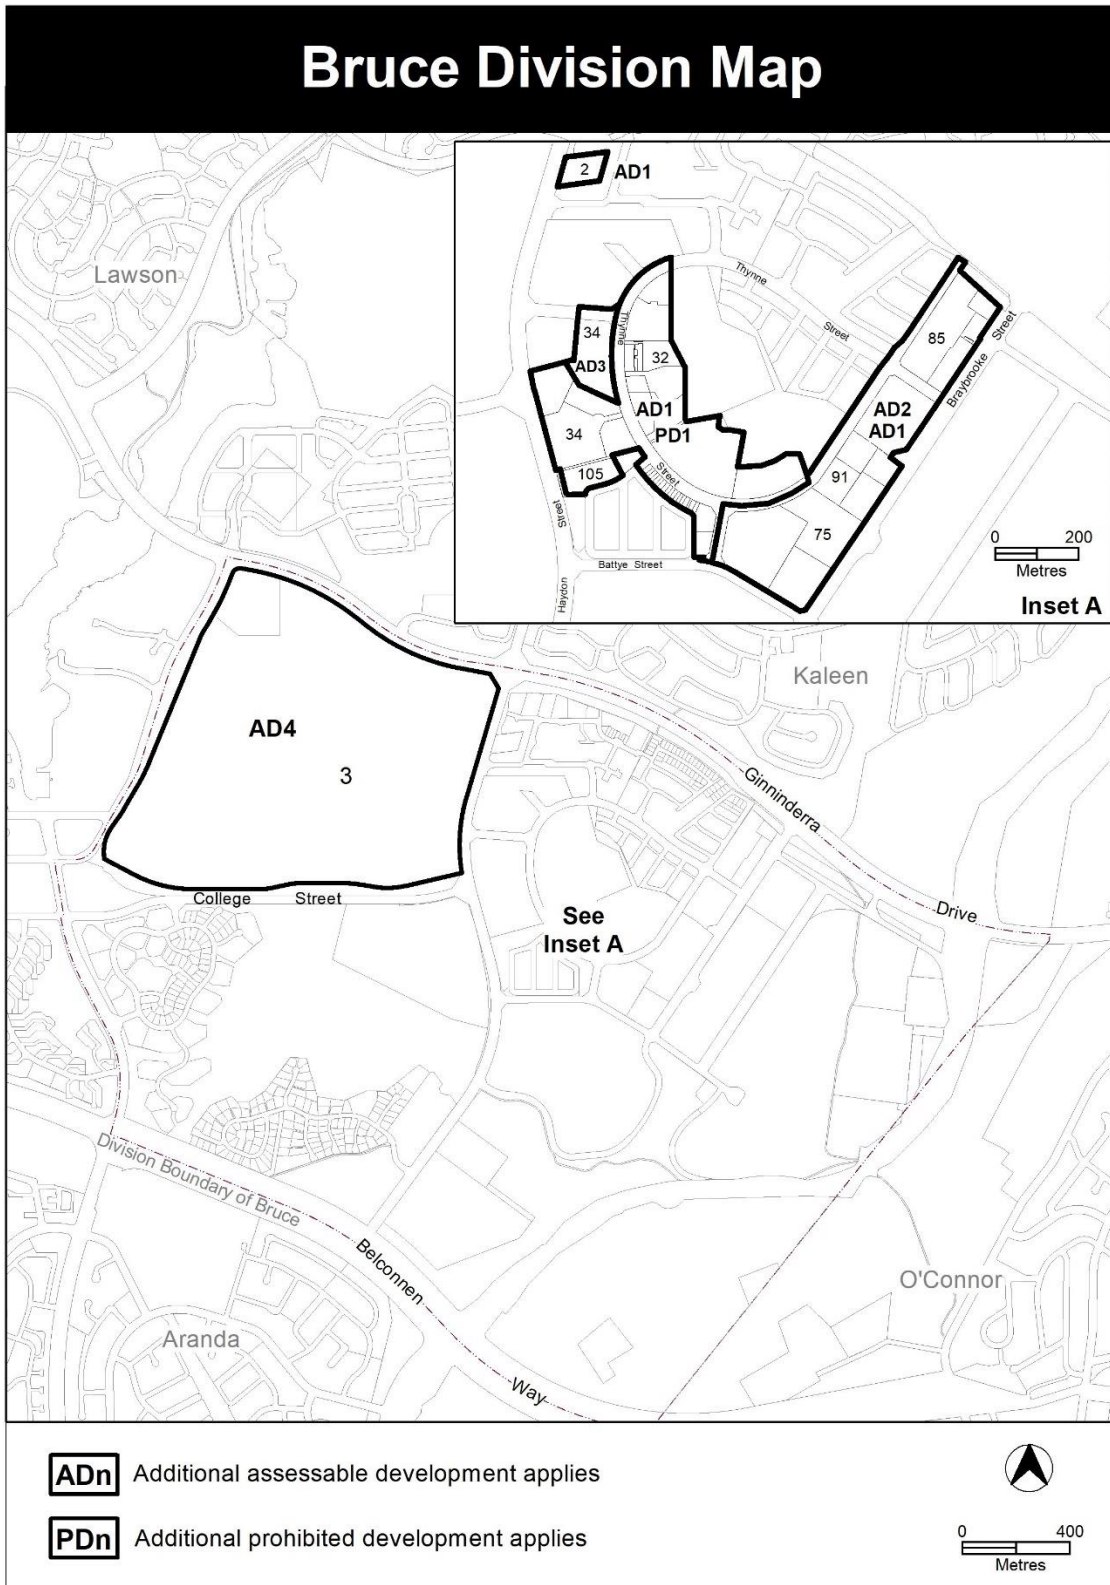 Bruce Division Map
2
AD1
Lawson
Thynne
Street
34
Thynne
32
85
Street
Braybrooke
AD3
AD1
PD1
AD2
AD1
34
105
Street
91
75
Street
Battye Street
Haydon
0 200
Metres
Inset A
Kaleen
AD4
3
Ginninderra
Drive
College Street
See
Inset A
Division Boundary of Bruce
Belconnen
Way
O'Connor
Aranda
ADn Additional assessable development applies
PDn Additional prohibited development applies
0 400
Metres